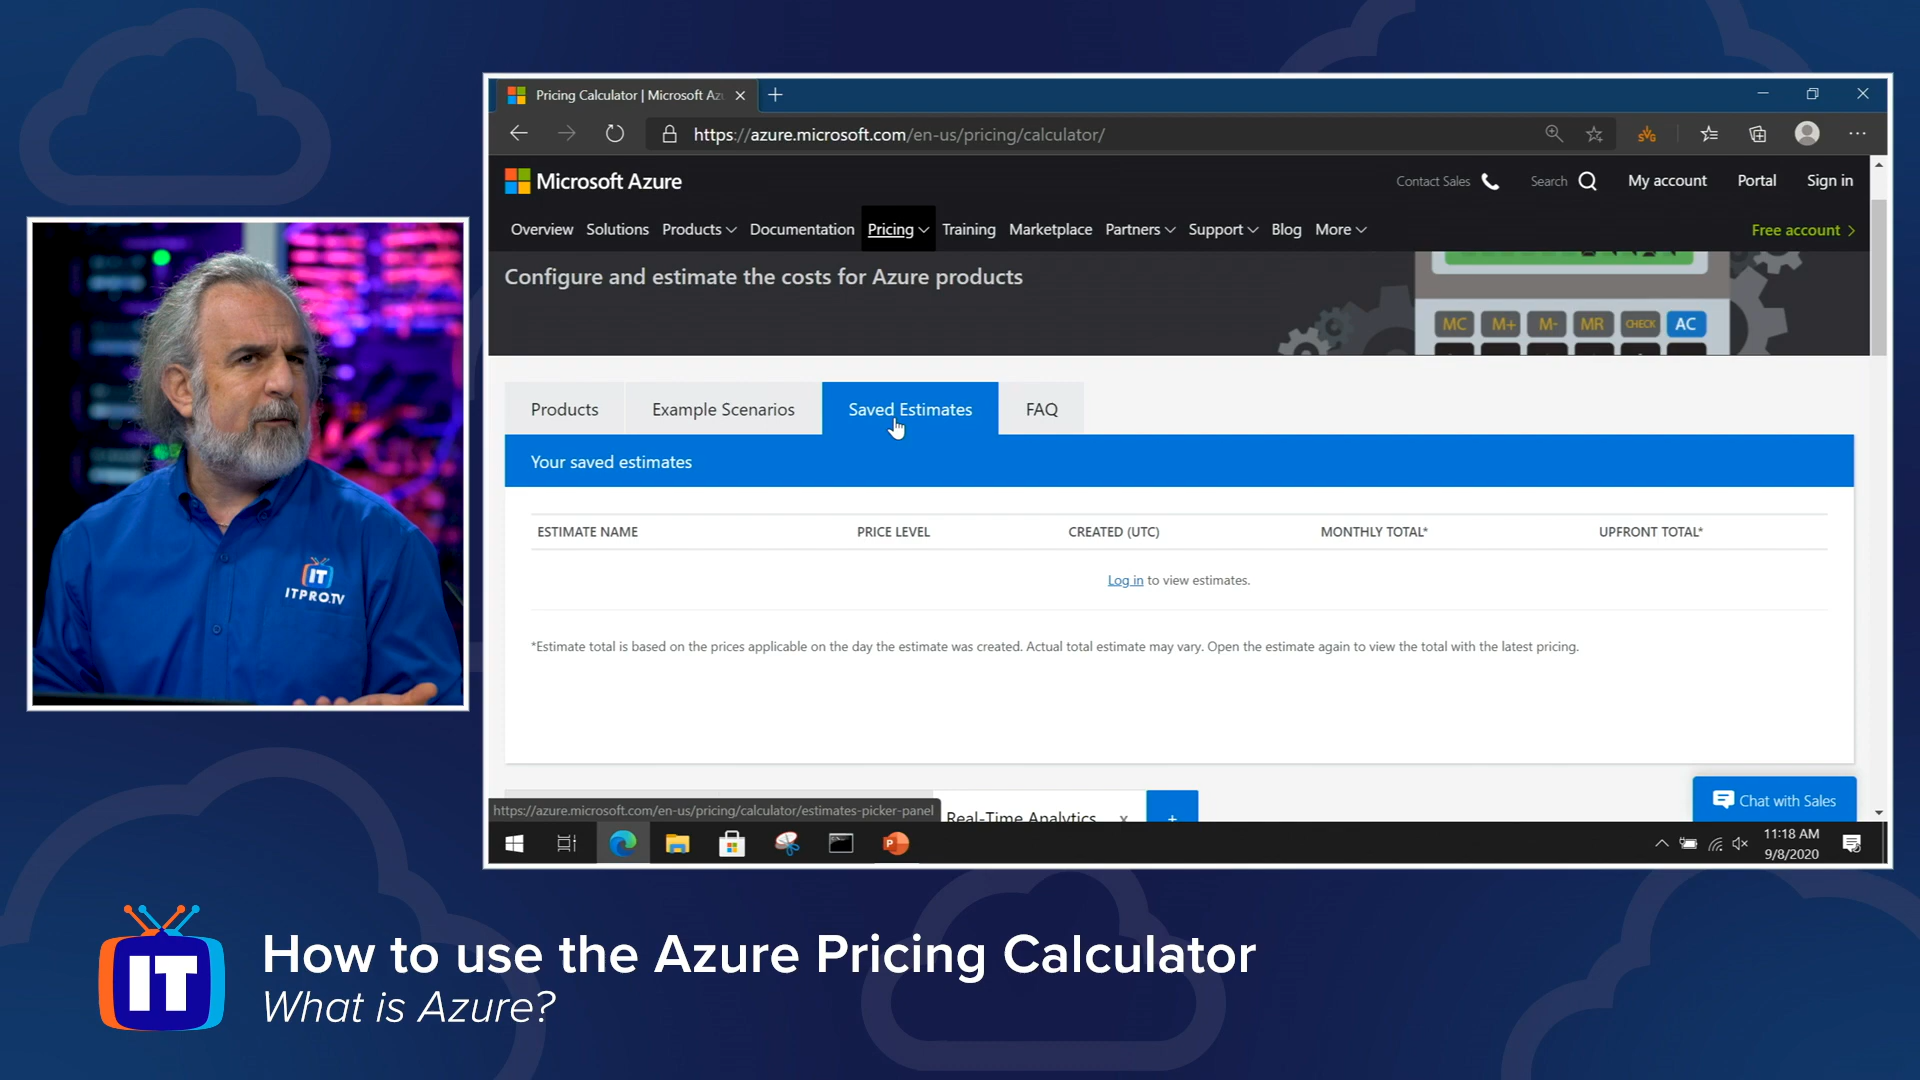 Pricing Calculator | Microsoft Az
https://azure.microsoft.com/en-us/pricing/calculator/
Microsoft Azure
Contact Sales
Search
My account
Portal
Sign in
Overview
Solutions
Products
Documentation
Pricing
Training
Marketplace
Partners
Support
Blog
More
Free account
Configure and estimate the costs for Azure products
MC
M+
M-
MR
CHECK
AC
Products
Example Scenarios
Saved Estimates
FAQ
Your saved estimates
ESTIMATE NAME
PRICE LEVEL
CREATED (UTC)
MONTHLY TOTAL*
UPFRONT TOTAL*
Log in to view estimates.
*Estimate total is based on the prices applicable on the day the estimate was created. Actual total estimate may vary. Open the estimate again to view the total with the latest pricing.
Chat with Sales
https://azure.microsoft.com/en-us/pricing/calculator/estimates-picker-panel
Real-Time Analytics x
+
11:18 AM
9/8/2020
IT
ITPRO.TV
IT
How to use the Azure Pricing Calculator
What is Azure?